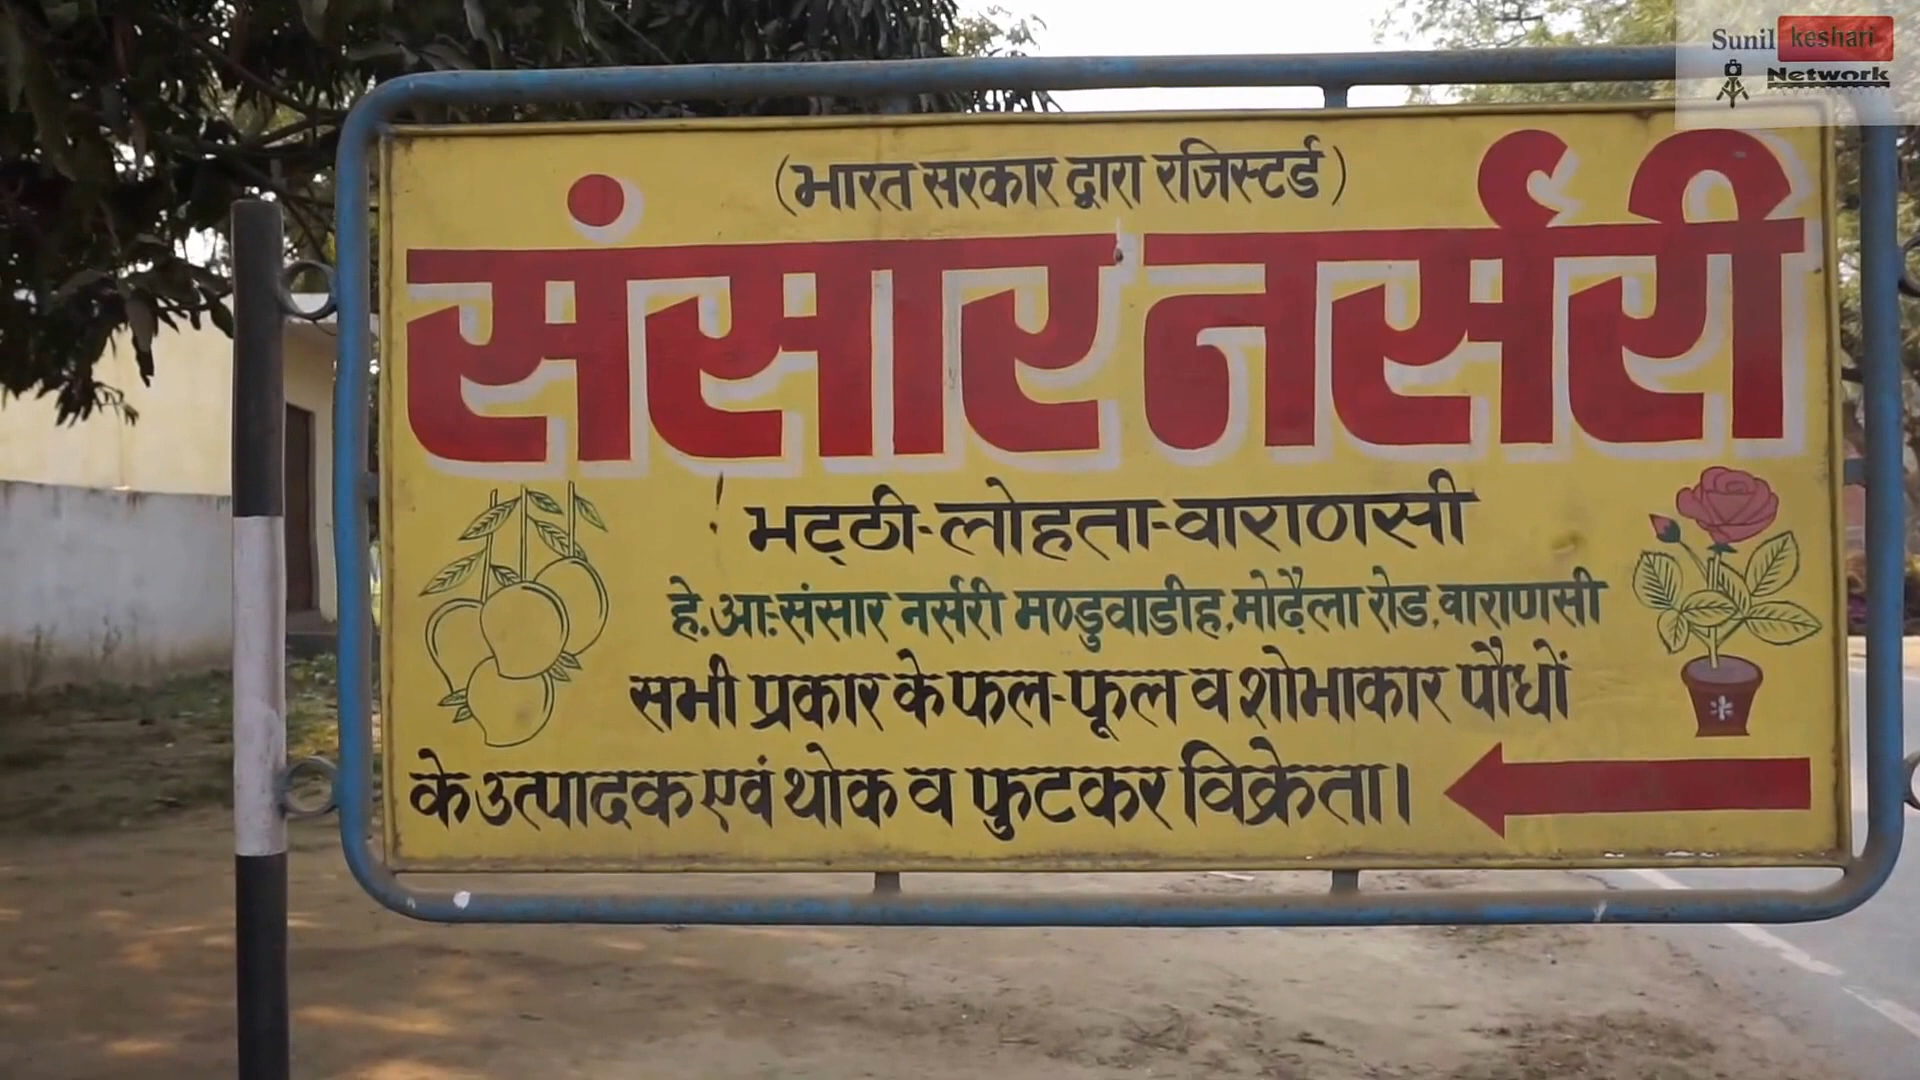 Sunil keshari
Network
(भारत सरकार द्वारा रजिस्टर्ड)
संसार नर्सरी
भट्ठी-लोहता-वाराणसी
हे.आ:-संसार नर्सरी मण्डुवाडीह,मोढ़ैला रोड,वाराणसी
सभी प्रकार के फल-फूल व शोभाकार पौधों
के उत्पादक एवं थोक व फुटकर विक्रेता।